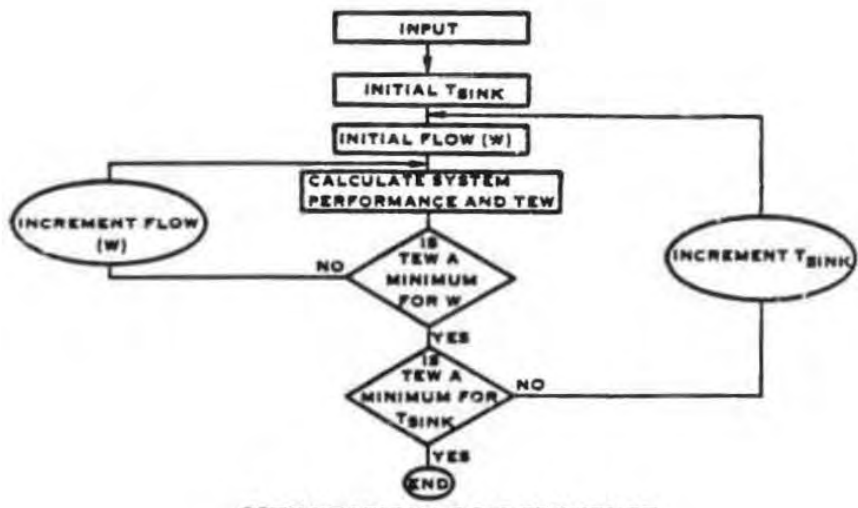 INPUT
INITIAL TSINK
INITIAL FLOW (W)
CALCULATE SYSTEM
PERFORMANCE AND TEW
INCREMENT FLOW
(W)
NO
IS
TEW A
MINIMUM
FOR W
INCREMENT TSINK
YES
IS
TEW A
MINIMUM FOR
TSINK
NO
YES
END